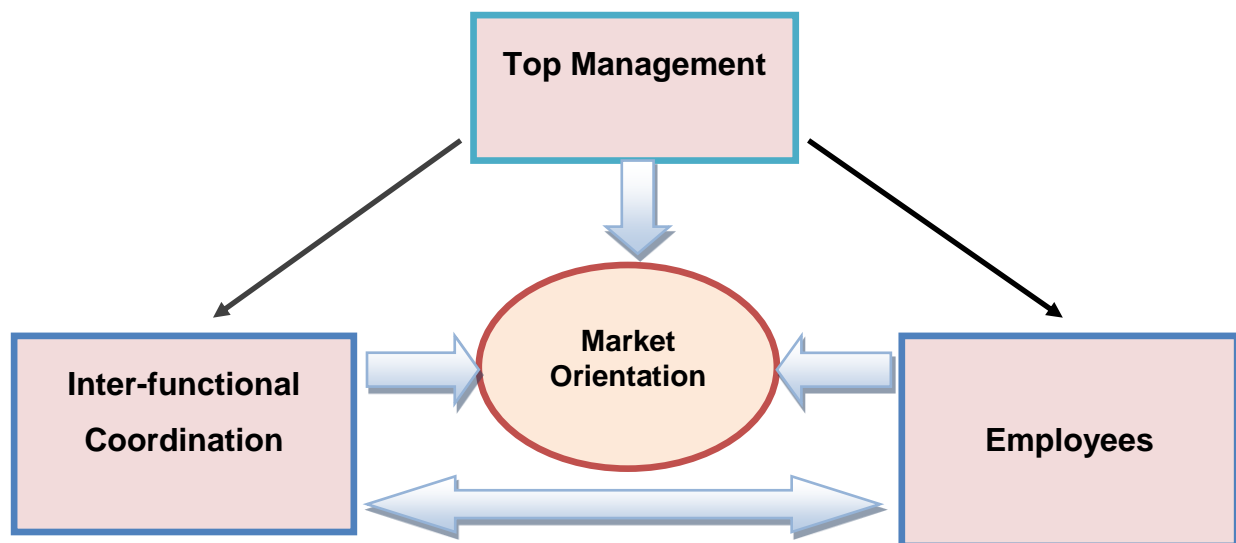 Top Management
Market
Orientation
Inter-functional
Coordination
Employees